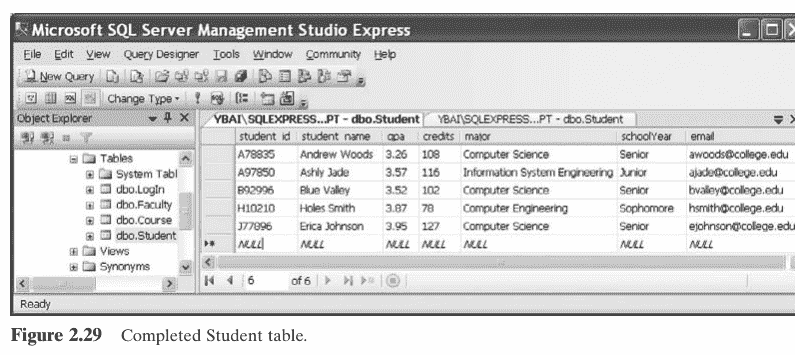 Microsoft SQL Server Management Studio Express
File Edit View Query Designer Tools Window Community Help
New Query
Change Type
Object Explorer
YBAI\SQLEXPRESS...PT - dbo.Student YBAI\SQLEXPRESS...PT - dbo.Student
student_id student_name gpa credits major schoolYear email
Tables
A78835 Andrew Woods 3.26 108 Computer Science Senior awoods@college.edu
System Tabl
A97850 Ashly Jade 3.57 116 Information System Engineering Junior ajade@college.edu
dbo.LogIn
B92996 Blue Valley 3.52 102 Computer Science Senior bvalley@college.edu
dbo.Faculty
H10210 Holes Smith 3.87 78 Computer Engineering Sophomore hsmith@college.edu
dbo.Course
J77896 Erica Johnson 3.95 127 Computer Science Senior ejohnson@college.edu
dbo.Student
NULL NULL NULL NULL NULL NULL NULL
Views
Synonyms
6 of 6
Ready
Figure 2.29 Completed Student table.